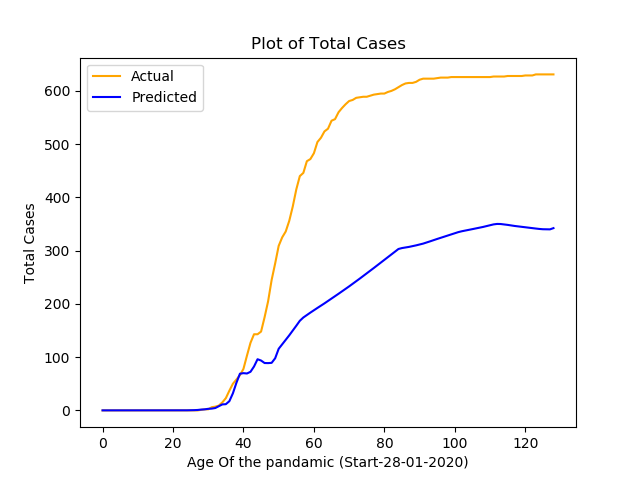 Plot of Total Cases
Actual
Predicted
600
500
400
300
200
100
0
Total Cases
0 20 40 60 80 100 120
Age Of the pandamic (Start-28-01-2020)